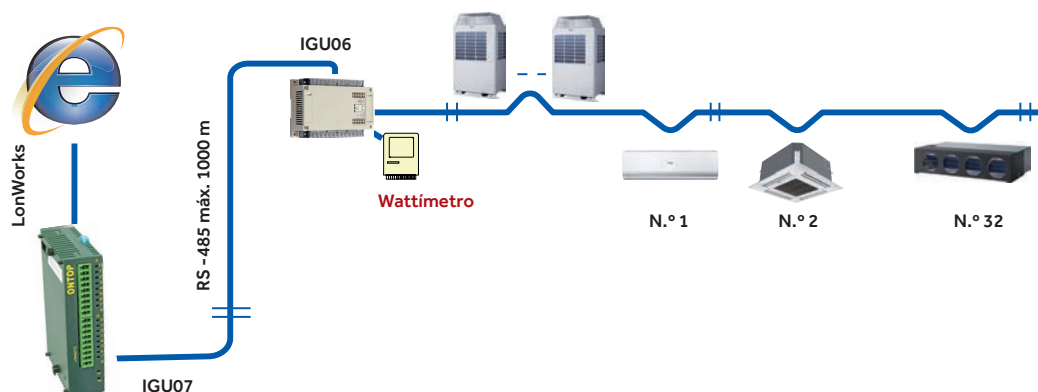 IGU06
LonWorks
RS - 485 máx. 1000 m
Wattímetro
N.º 1
N.º 2
N.º 32
ONTOP
IGU07